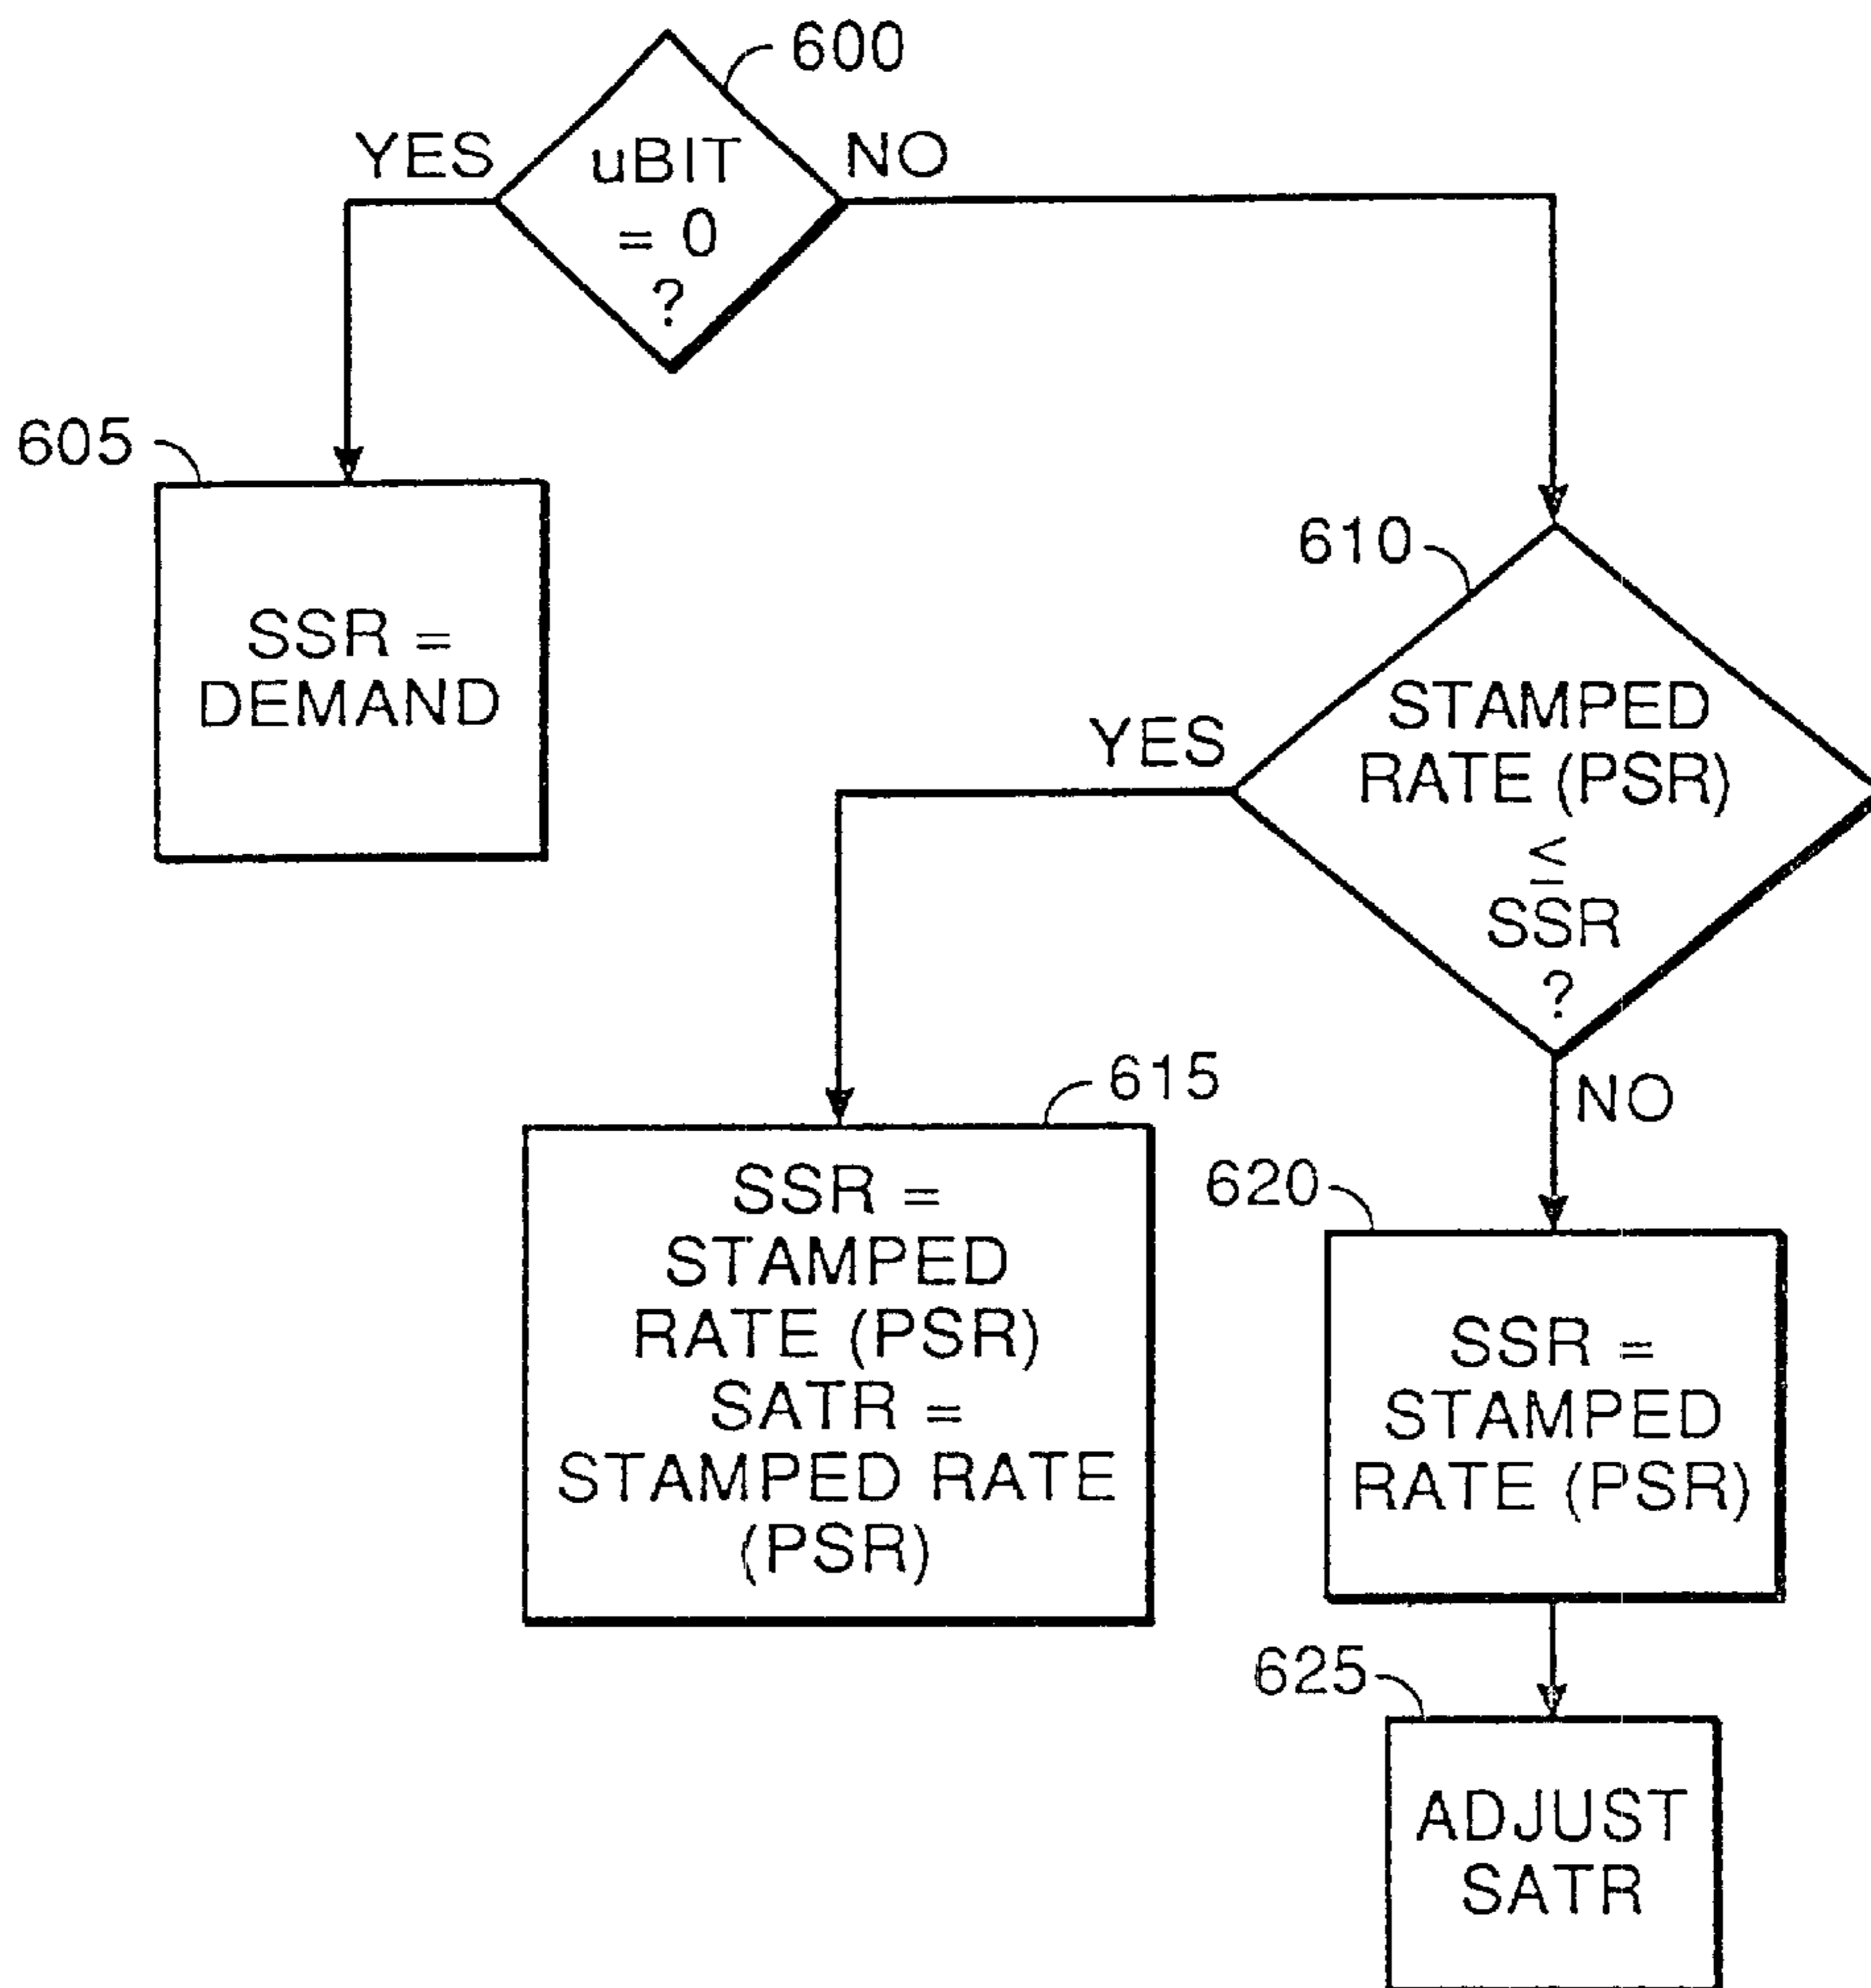 600
YES
uBIT
= 0
?
NO
605
SSR =
DEMAND
610
STAMPED
RATE (PSR)
≤
SSR
?
YES
NO
615
SSR =
STAMPED
RATE (PSR)
SATR =
STAMPED RATE
(PSR)
620
SSR =
STAMPED
RATE (PSR)
625
ADJUST
SATR